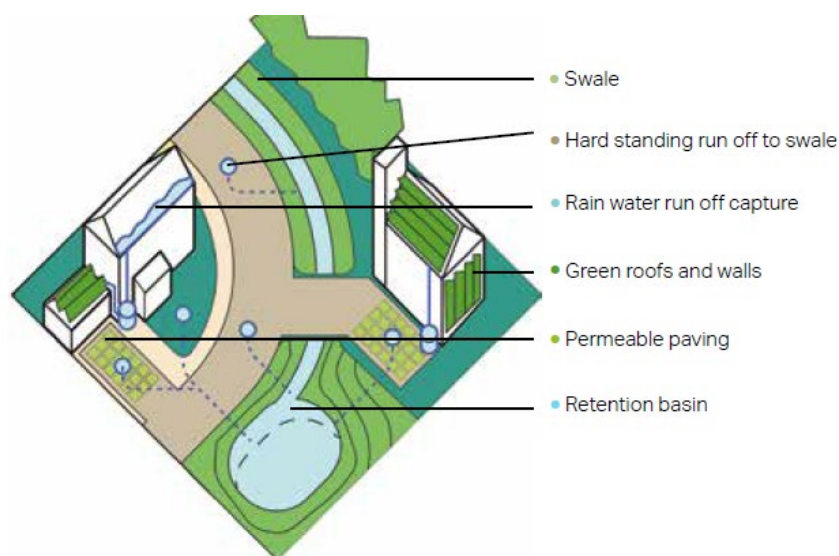 Swale
Hard standing run off to swale
Rain water run off capture
Green roofs and walls
Permeable paving
Retention basin